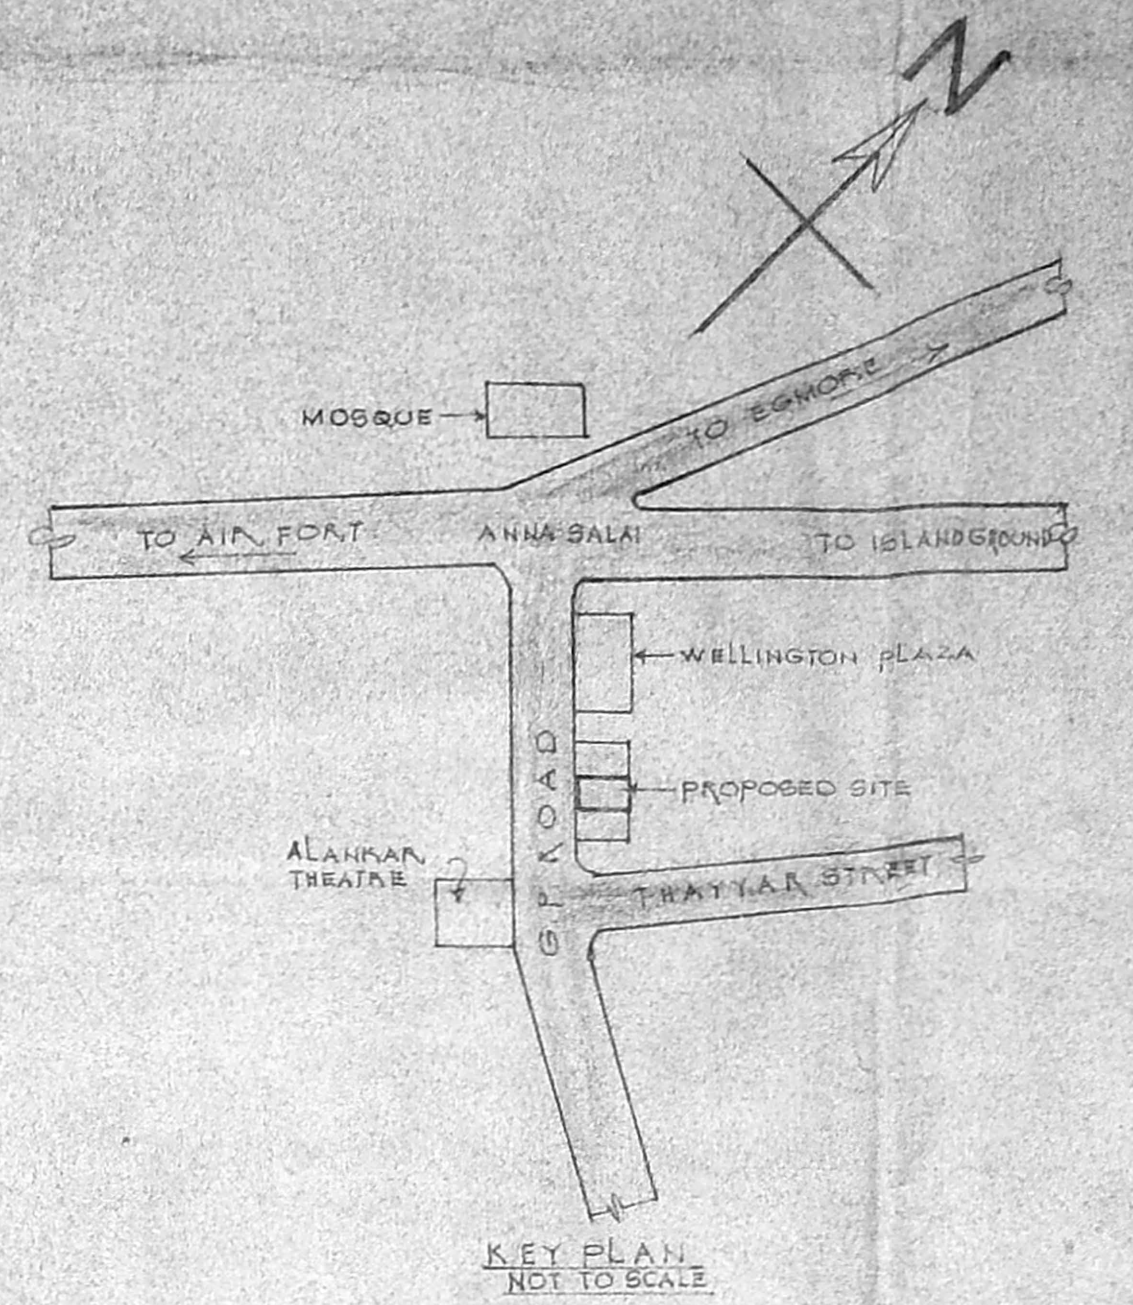 N
MOSQUE
TO EGMORE
TO AIR FORT
ANNA SALAI
TO ISLANDGROUND
WELLINGTON PLAZA
PROPOSED SITE
GP ROAD
ALANKAR
THEATRE
THAYYAR STREET
KEY PLAN
NOT TO SCALE